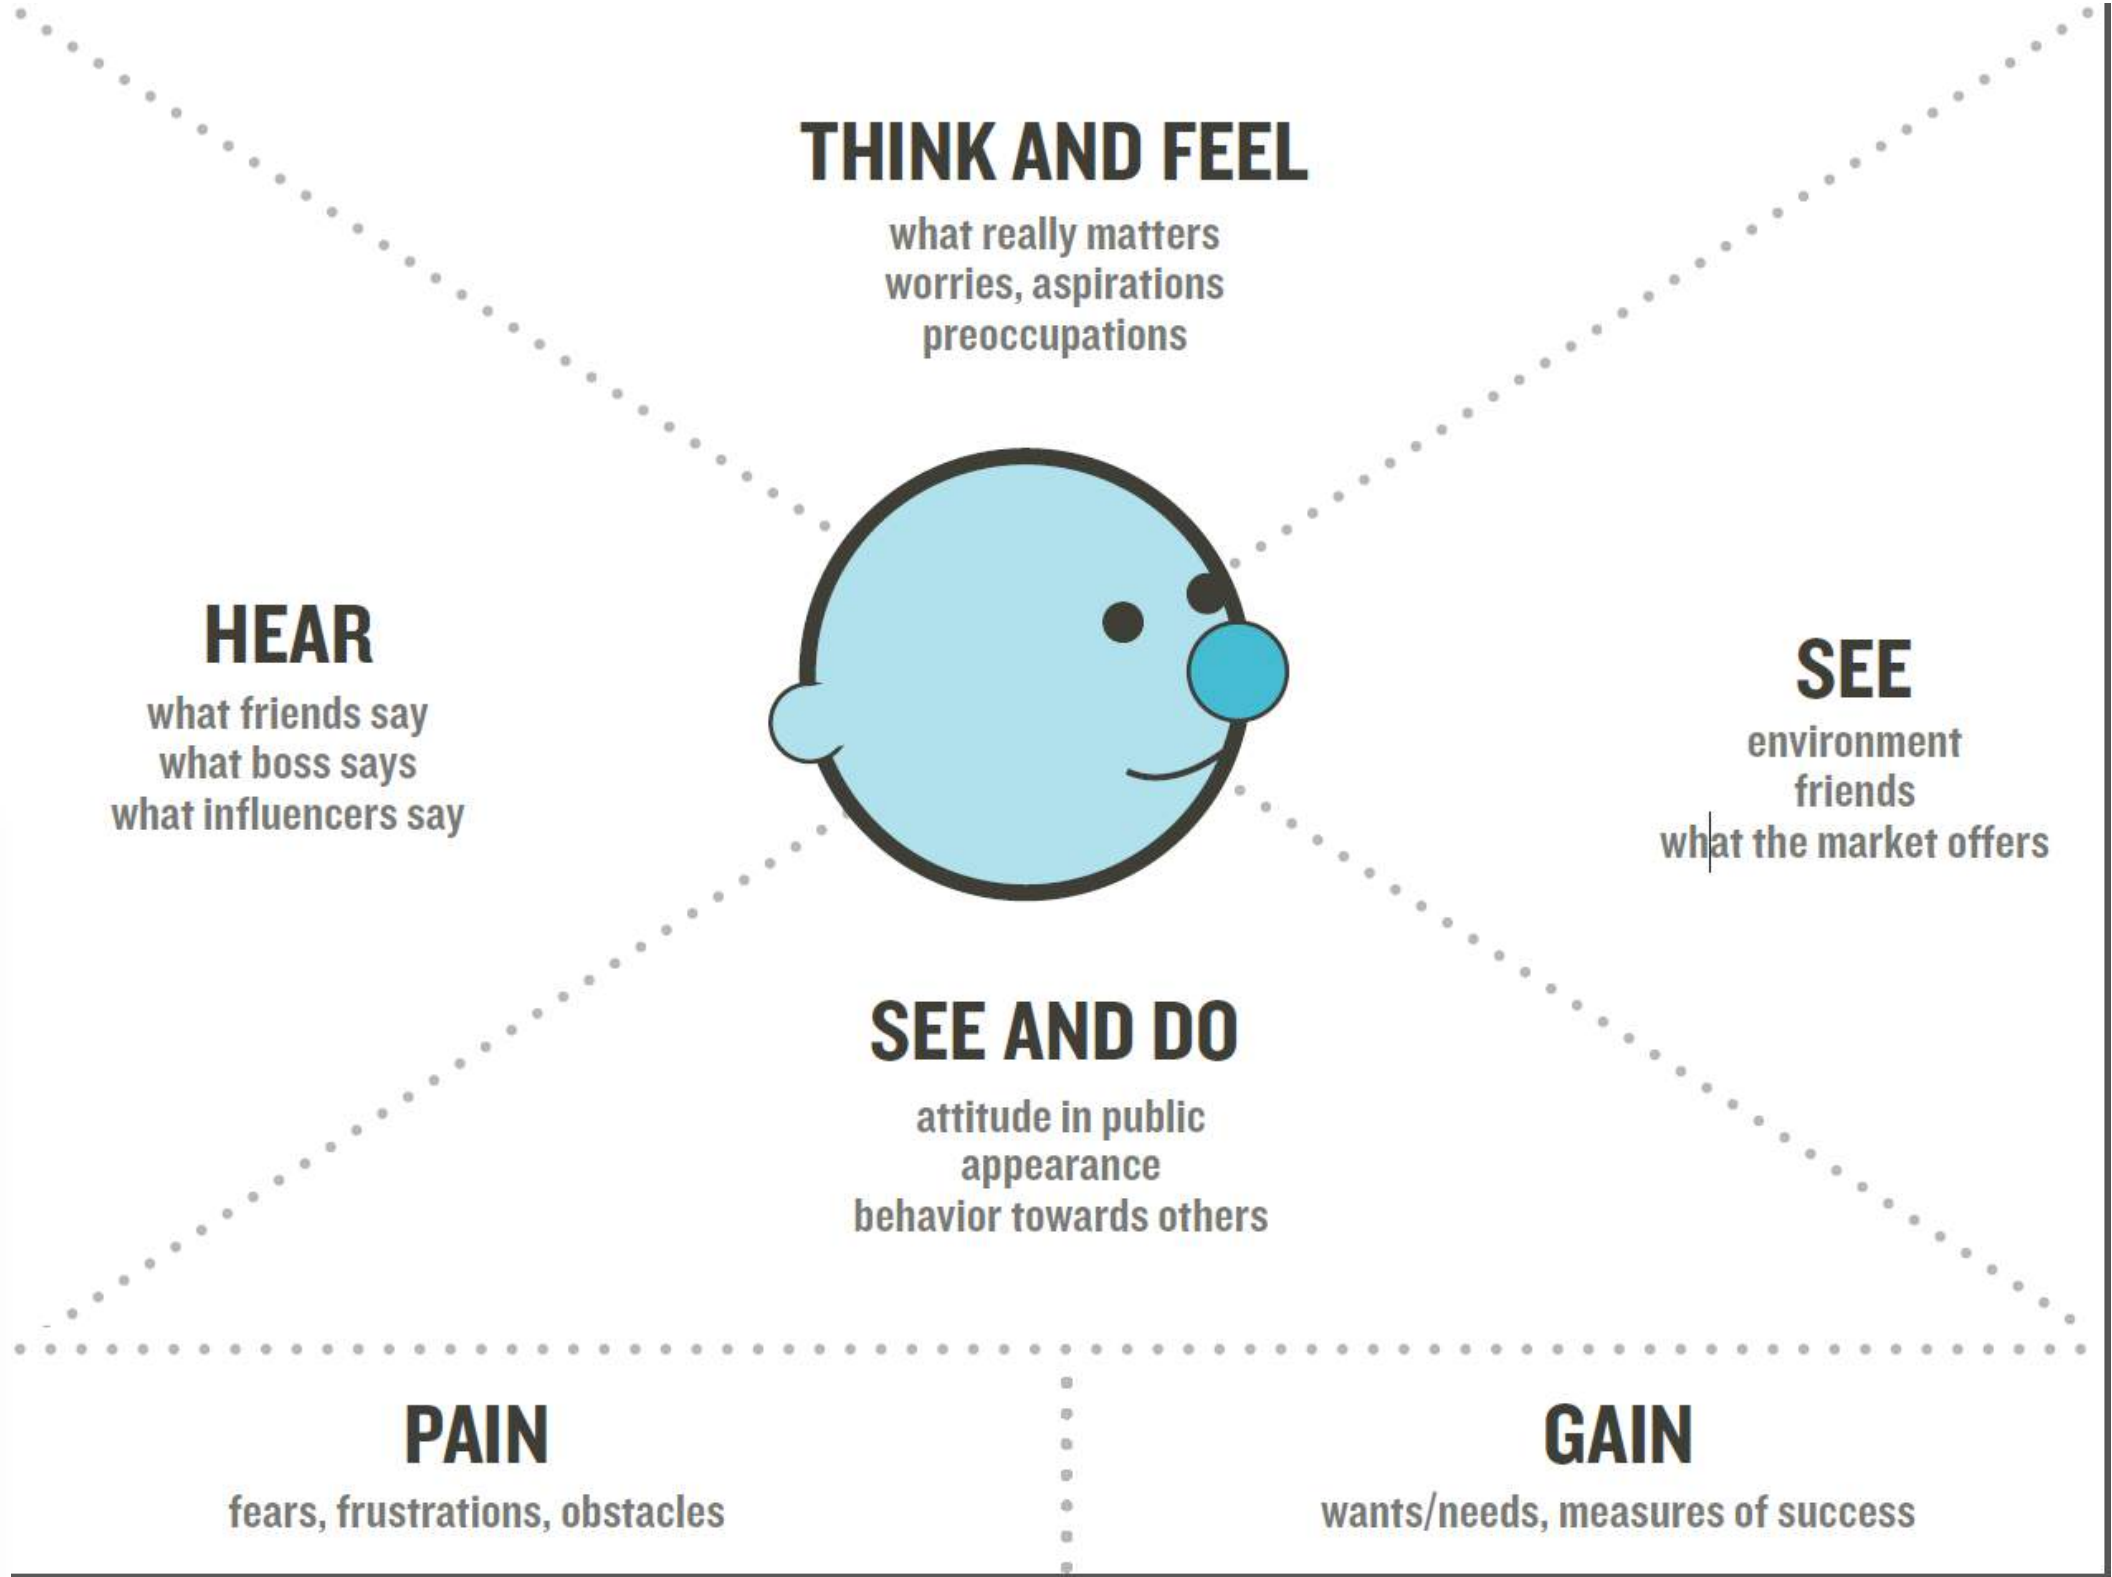 THINK AND FEEL
what really matters
worries, aspirations
preoccupations
HEAR
what friends say
what boss says
what influencers say
SEE
environment
friends
what the market offers
SEE AND DO
attitude in public
appearance
behavior towards others
PAIN
fears, frustrations, obstacles
GAIN
wants/needs, measures of success